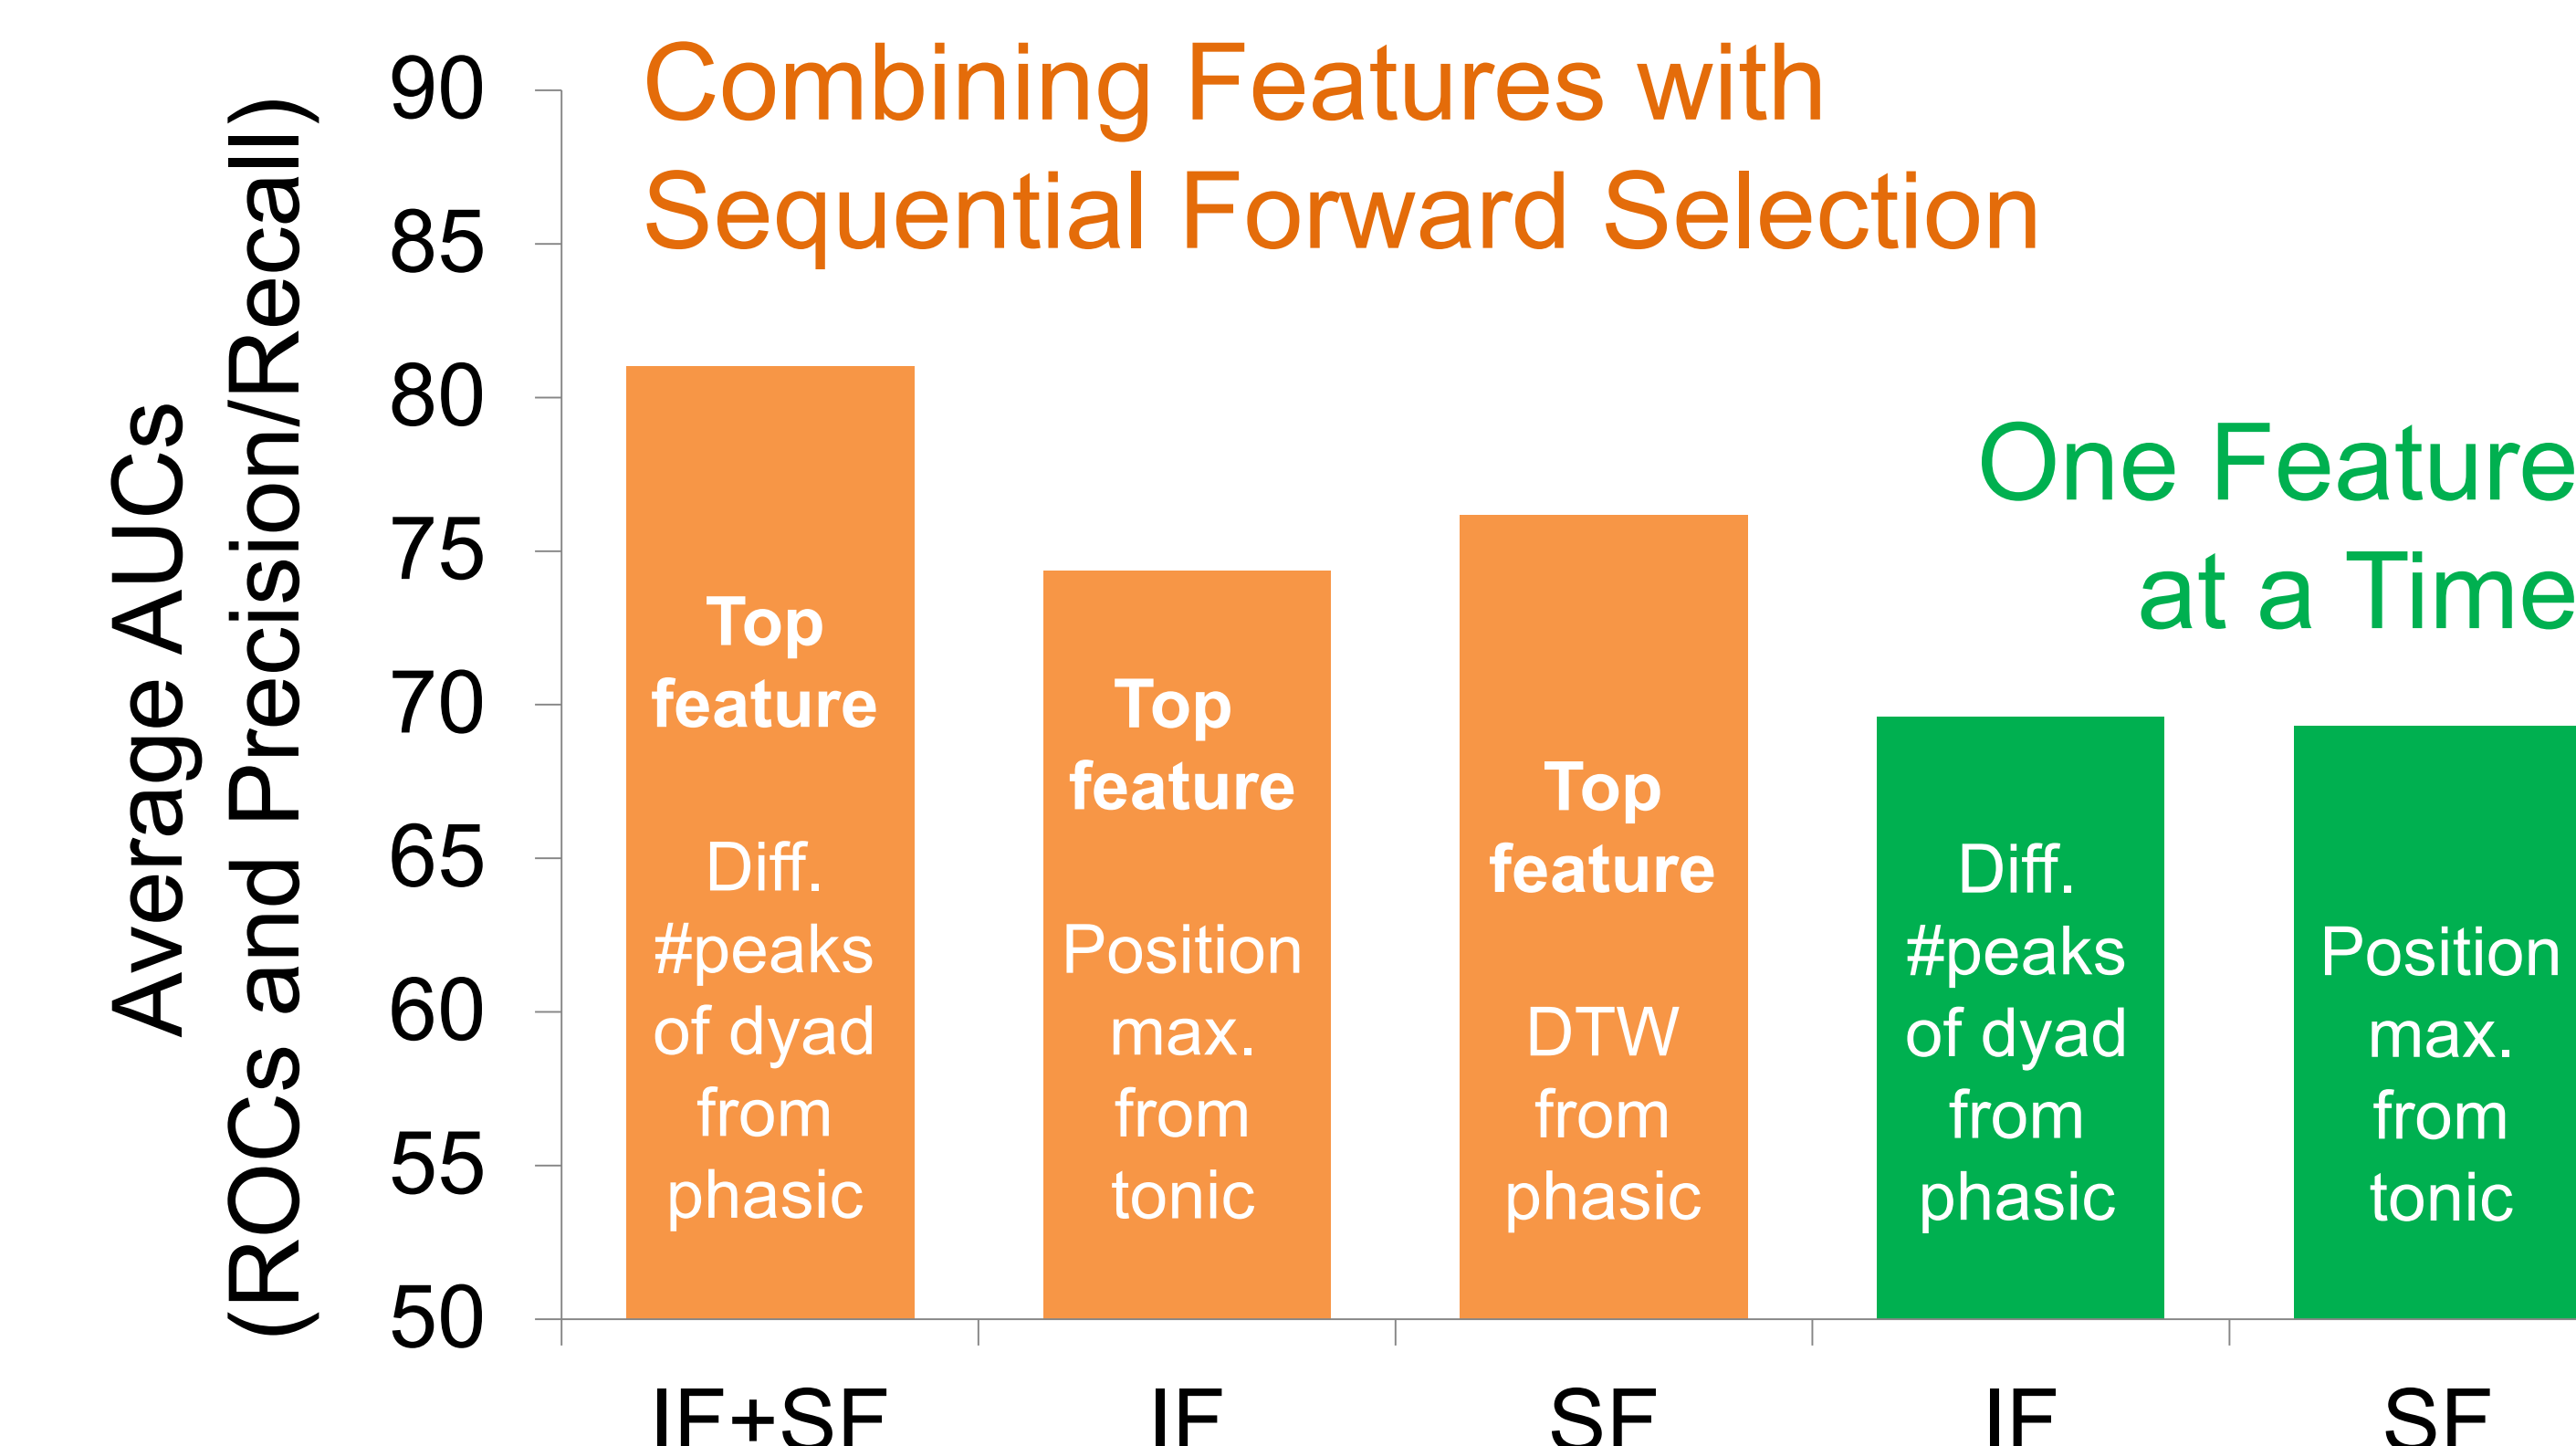 Combining Features with
Sequential Forward Selection
One Feature
at a Time
Average AUCs
(ROCs and Precision/Recall)
90
85
80
75
70
65
60
55
50
Top
feature
Diff.
#peaks
of dyad
from
phasic
Top
feature
Position
max.
from
tonic
Top
feature
DTW
from
phasic
Diff.
#peaks
of dyad
from
phasic
Position
max.
from
tonic
IF+SF
IF
SF
IF
SF